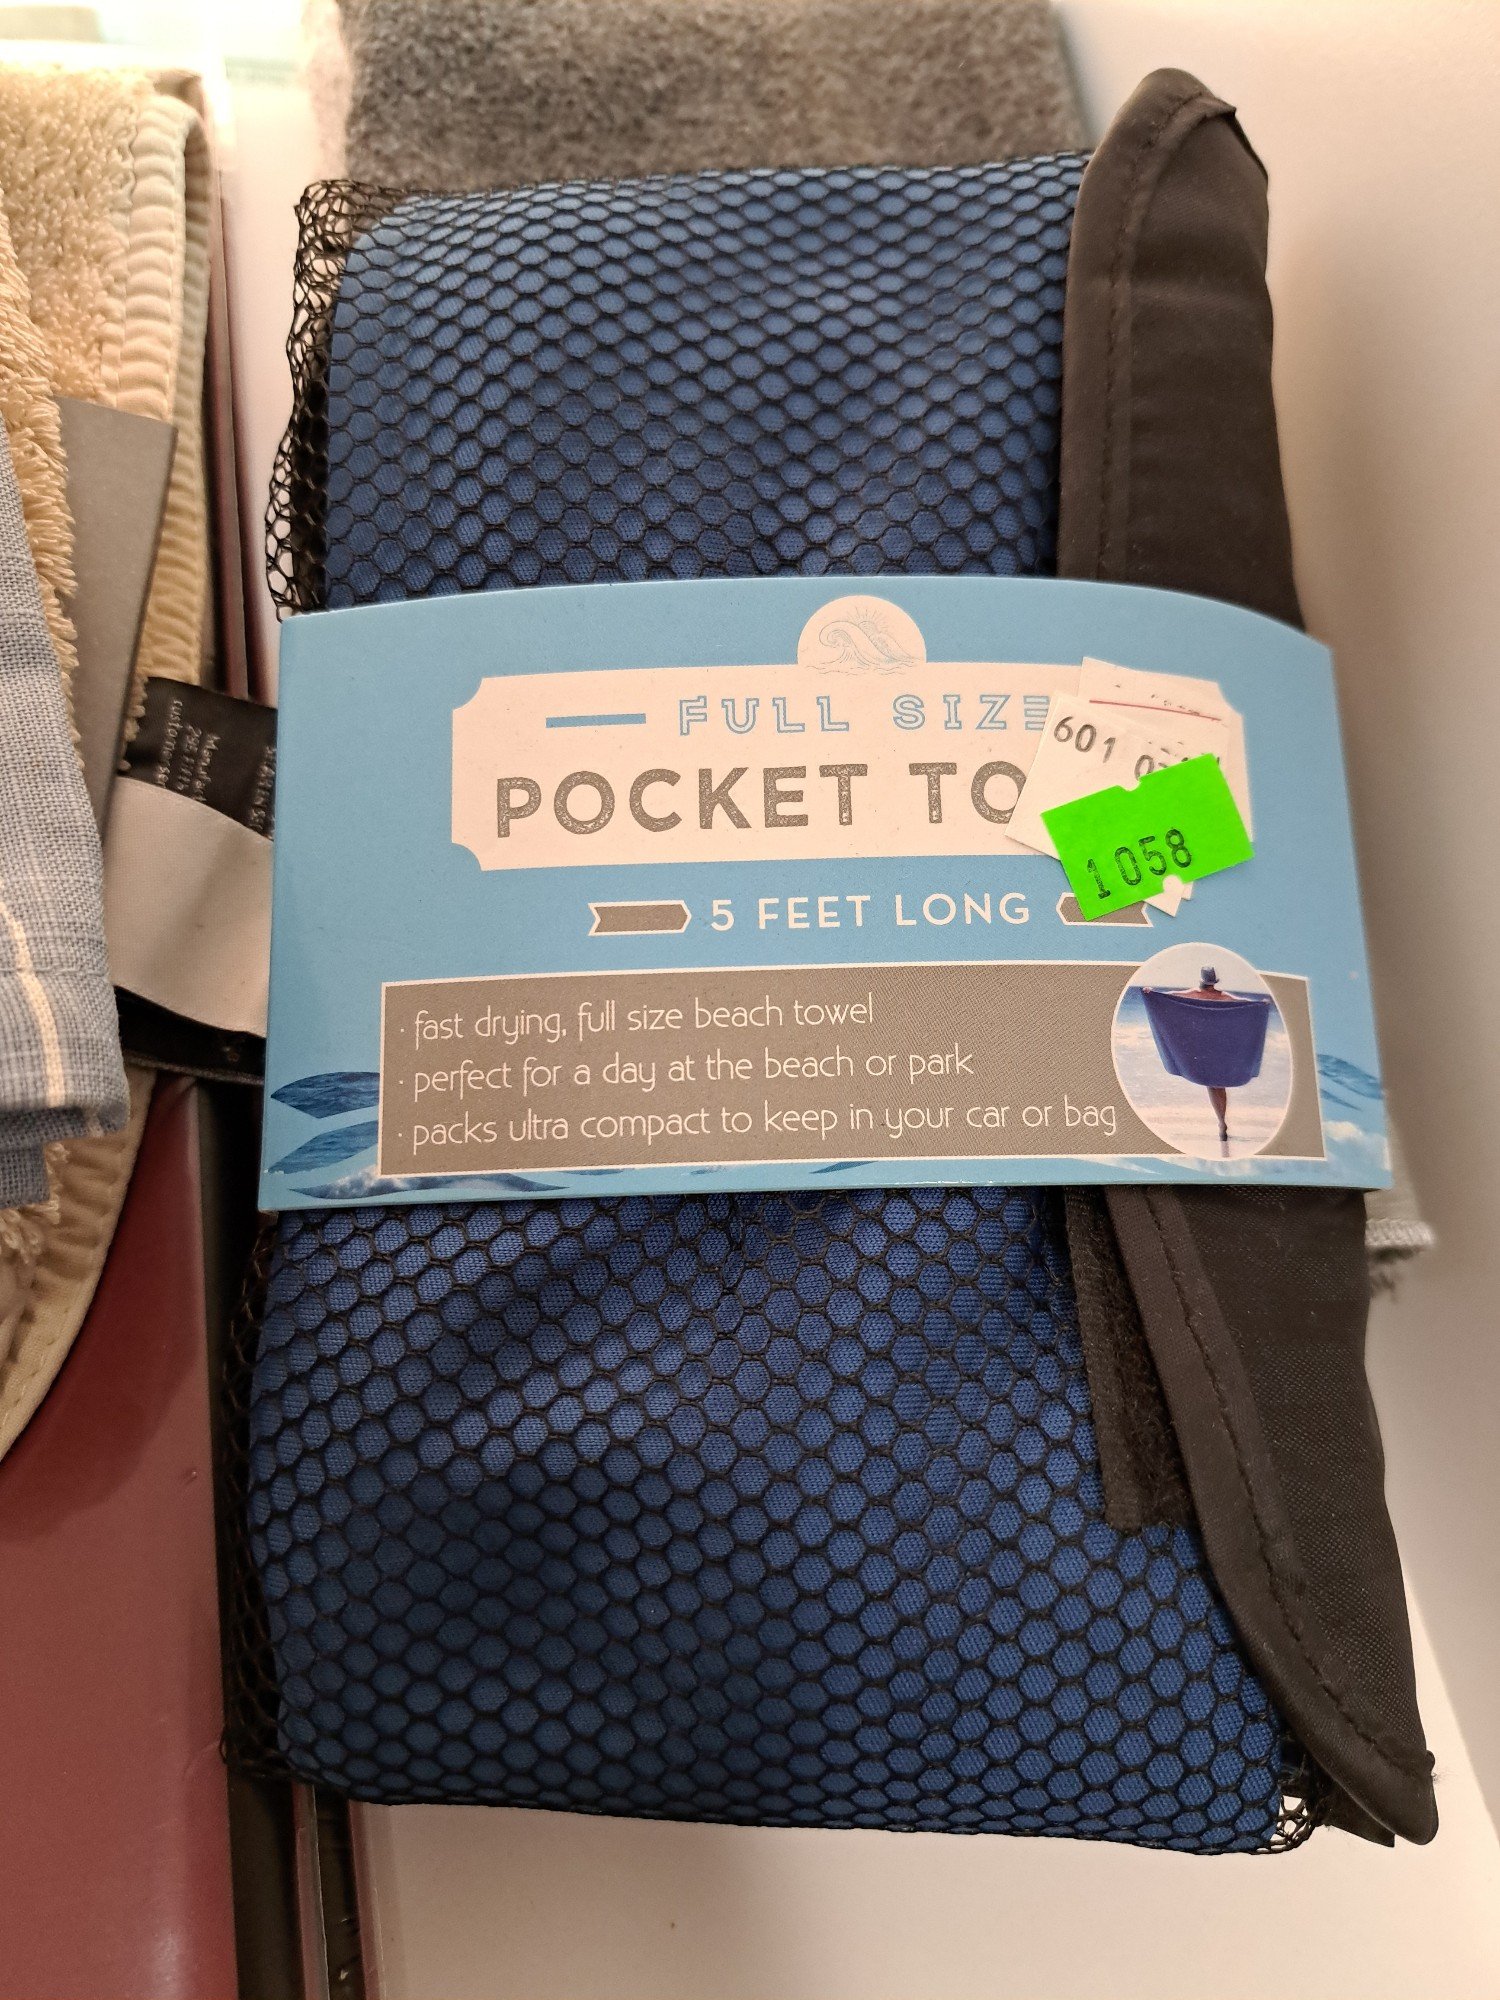 FULL SIZE
POCKET TO
601
1058
5 FEET LONG
· fast drying, full size beach towel
· perfect for a day at the beach or park
· packs ultra compact to keep in your car or bag